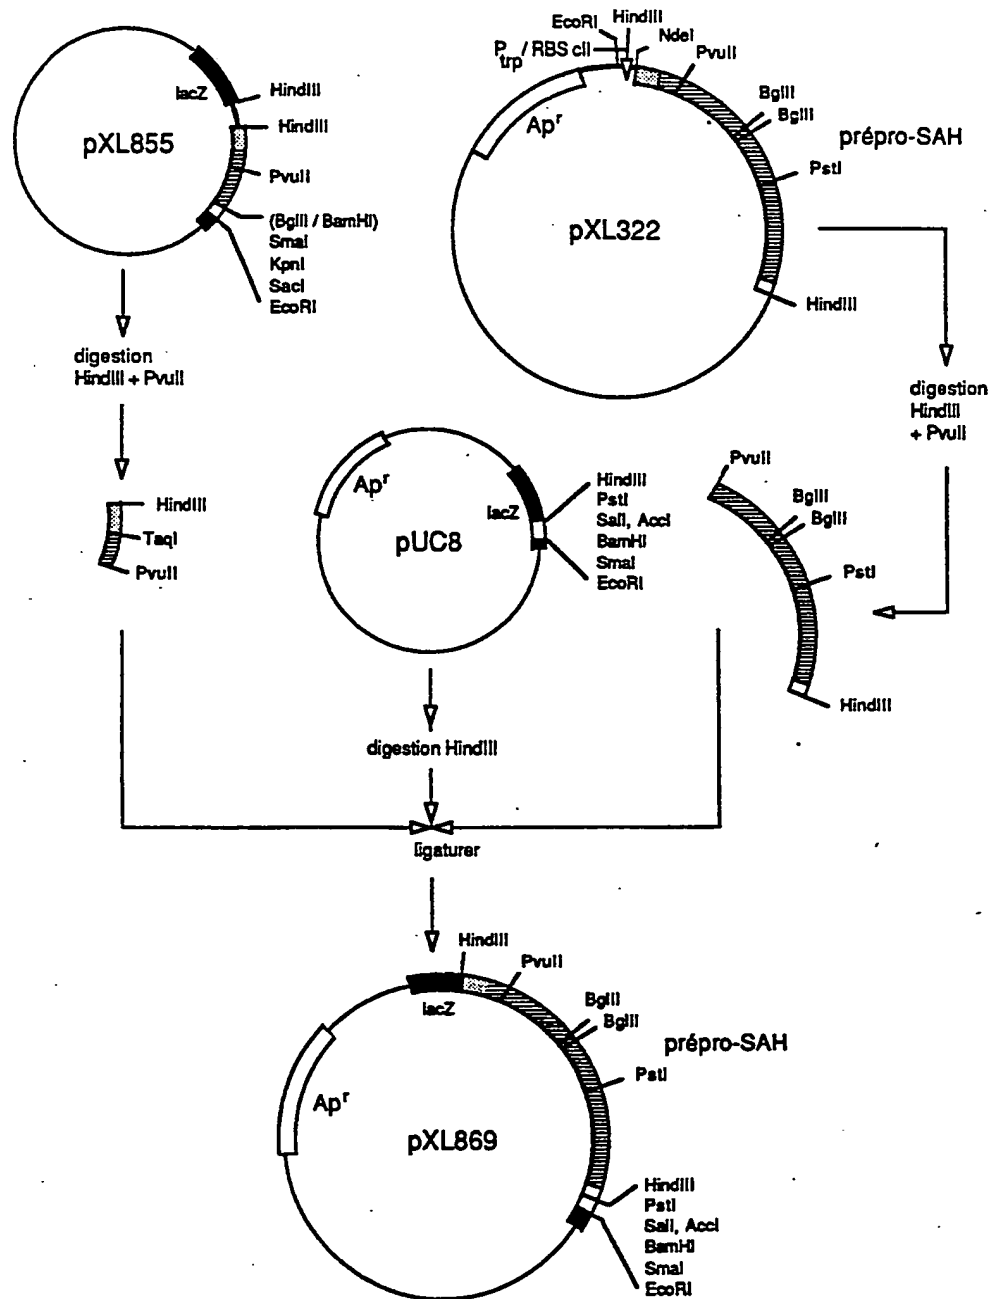 lacZ
HindIII
HindIII
pXL855
PvuII
(BglII / BamHI)
SmaI
KpnI
SacI
EcoRI
digestion
HindIII + PvuII
HindIII
TaqI
PvuII
EcoRI
HindIII
NdeI
Ptrp / RBS cII
PvuII
Apr
BglII
BglII
prépro-SAH
PstI
pXL322
HindIII
digestion
HindIII
+ PvuII
Apr
lacZ
pUC8
HindIII
PstI
SalI, AccI
BamHI
SmaI
EcoRI
PvuII
BglII
BglII
PstI
HindIII
digestion HindIII
ligaturer
HindIII
PvuII
lacZ
BglII
BglII
prépro-SAH
PstI
Apr
pXL869
HindIII
PstI
SalI, AccI
BamHI
SmaI
EcoRI